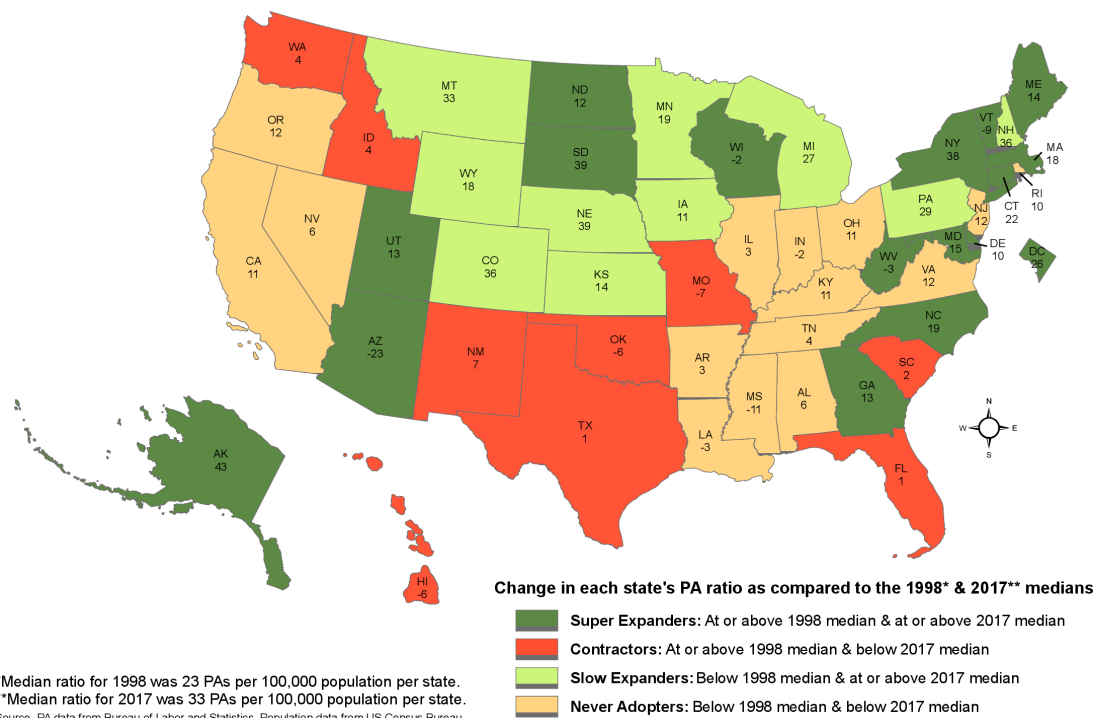 WA
4
MT
33
ND
12
ME
14
OR
12
ID
4
MN
19
VT
-9
NH
36
SD
39
WI
-2
MI
27
NY
38
MA
18
WY
18
RI
10
NV
6
NE
39
IA
11
PA
29
CT
22
NJ
12
UT
13
IL
3
IN
-2
OH
11
MD
15
DE
10
CA
11
CO
36
KS
14
MO
-7
WV
-3
DC
26
KY
11
VA
12
AZ
-23
NM
7
OK
-6
AR
3
TN
4
NC
19
SC
2
MS
-11
AL
6
GA
13
TX
1
LA
-3
N
W E
S
AK
43
FL
1
HI
-6
Change in each state's PA ratio as compared to the 1998* & 2017** medians
Super Expanders: At or above 1998 median & at or above 2017 median
Contractors: At or above 1998 median & below 2017 median
Slow Expanders: Below 1998 median & at or above 2017 median
Never Adopters: Below 1998 median & below 2017 median
*Median ratio for 1998 was 23 PAs per 100,000 population per state.
**Median ratio for 2017 was 33 PAs per 100,000 population per state.
Source. PA data from Bureau of Labor and Statistics. Population data from US Census Bureau